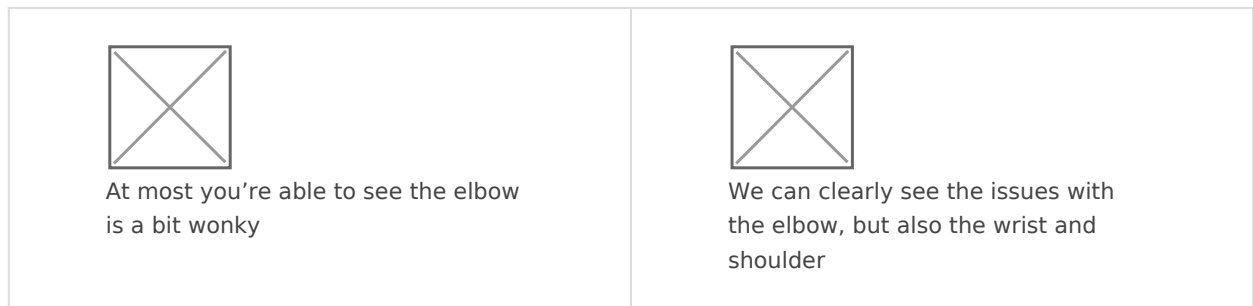 At most you’re able to see the elbow
is a bit wonky
We can clearly see the issues with
the elbow, but also the wrist and
shoulder